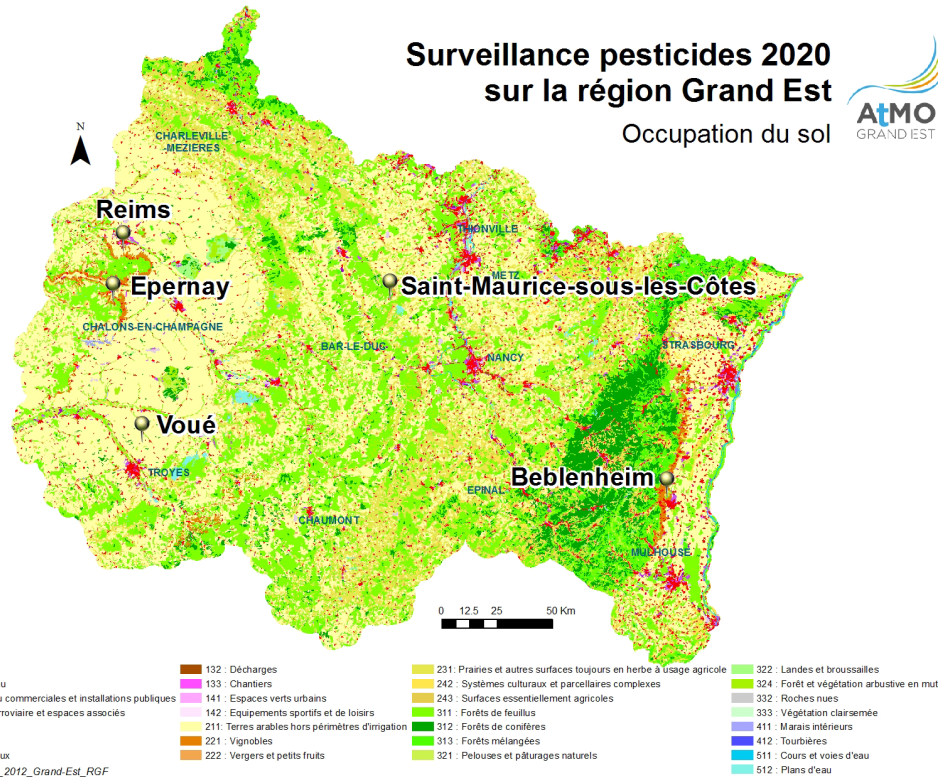 Surveillance pesticides 2020
sur la région Grand Est
Occupation du sol
AtMO
GRAND EST
N
CHARLEVILLE
-MEZIERES
Reims
THIONVILLE
METZ
Epernay
Saint-Maurice-sous-les-Côtes
CHALONS-EN-CHAMPAGNE
BAR-LE-DUC
NANCY
STRASBOURG
Voué
TROYES
Beblenheim
EPINAL
CHAUMONT
MULHOUSE
0 12.5 25 50 Km
132 : Décharges
133 : Chantiers
141 : Espaces verts urbains
142 : Equipements sportifs et de loisirs
211: Terres arables hors périmètres d'irrigation
221 : Vignobles
222 : Vergers et petits fruits
231: Prairies et autres surfaces toujours en herbe à usage agricole
242 : Systèmes culturaux et parcellaires complexes
243 : Surfaces essentiellement agricoles
311 : Forêts de feuillus
312 : Forêts de conifères
313 : Forêts mélangées
321 : Pelouses et pâturages naturels
322 : Landes et broussailles
324 : Forêt et végétation arbustive en mut
332 : Roches nues
333 : Végétation clairsemée
411 : Marais intérieurs
412 : Tourbières
511 : Cours et voies d'eau
512 : Plans d'eau
u
commerciales et installations publiques
rroviaire et espaces associés
ux
_2012_Grand-Est_RGF